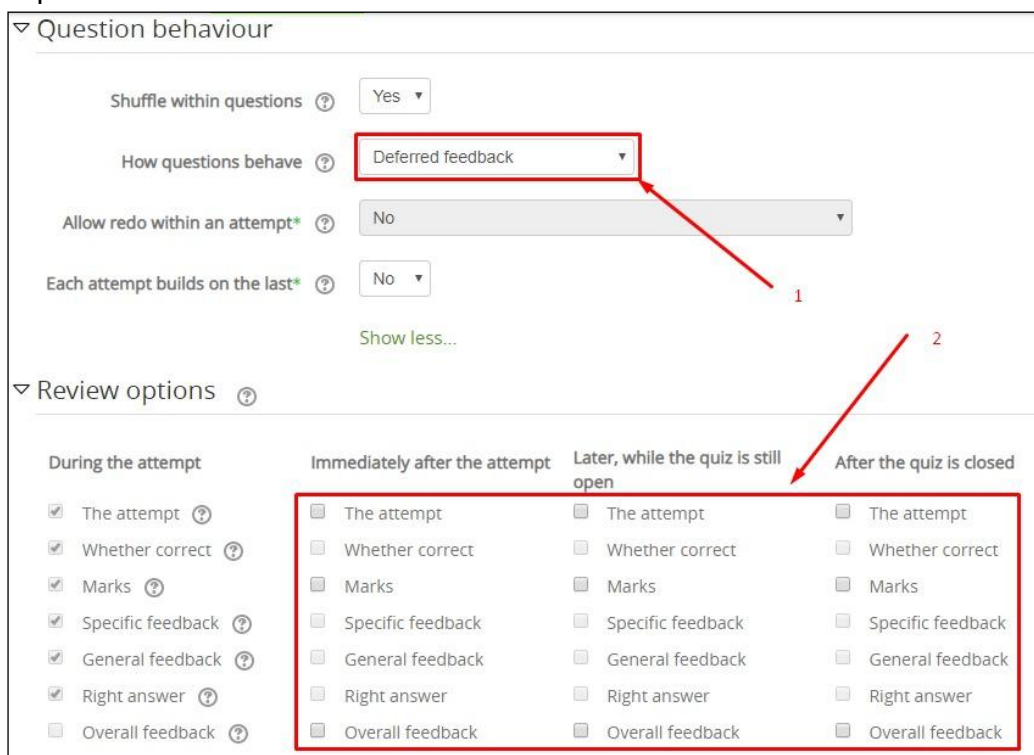 Question behaviour
Shuffle within questions Yes
How questions behave Deferred feedback
Allow redo within an attempt* No
Each attempt builds on the last* No
1
Show less...
2
Review options
During the attempt Immediately after the attempt Later, while the quiz is still open After the quiz is closed
The attempt The attempt The attempt The attempt
Whether correct Whether correct Whether correct Whether correct
Marks Marks Marks Marks
Specific feedback Specific feedback Specific feedback Specific feedback
General feedback General feedback General feedback General feedback
Right answer Right answer Right answer Right answer
Overall feedback Overall feedback Overall feedback Overall feedback